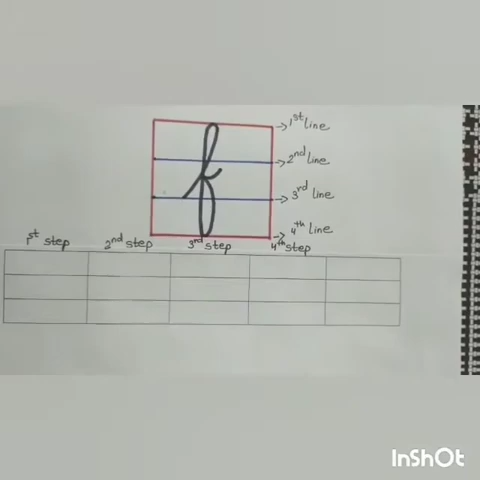 f
→ 1st line
→ 2nd line
→ 3rd line
→ 4th line
1st step 2nd step 3rd step 4th step
InShOt